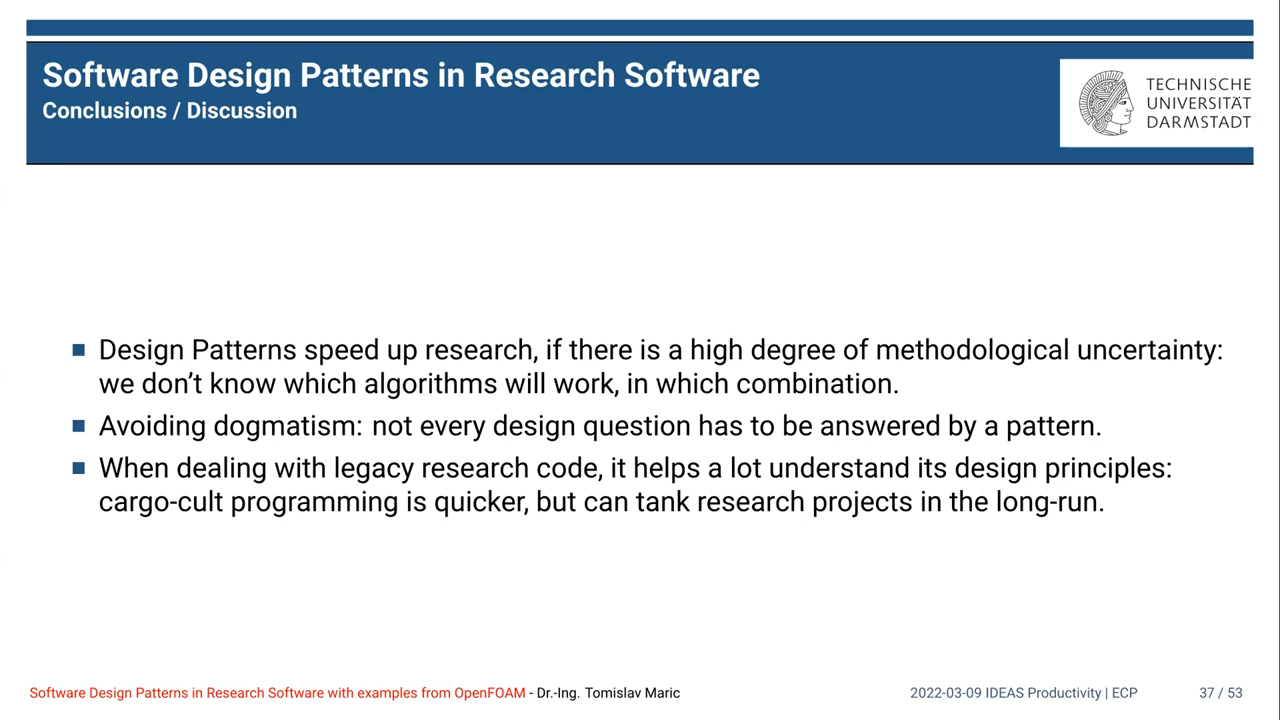 Software Design Patterns in Research Software
Conclusions / Discussion
TECHNISCHE
UNIVERSITÄT
DARMSTADT
Design Patterns speed up research, if there is a high degree of methodological uncertainty:
we don't know which algorithms will work, in which combination.
Avoiding dogmatism: not every design question has to be answered by a pattern.
When dealing with legacy research code, it helps a lot understand its design principles:
cargo-cult programming is quicker, but can tank research projects in the long-run.
Software Design Patterns in Research Software with examples from OpenFOAM - Dr.-Ing. Tomislav Maric
2022-03-09 IDEAS Productivity | ECP
37 / 53